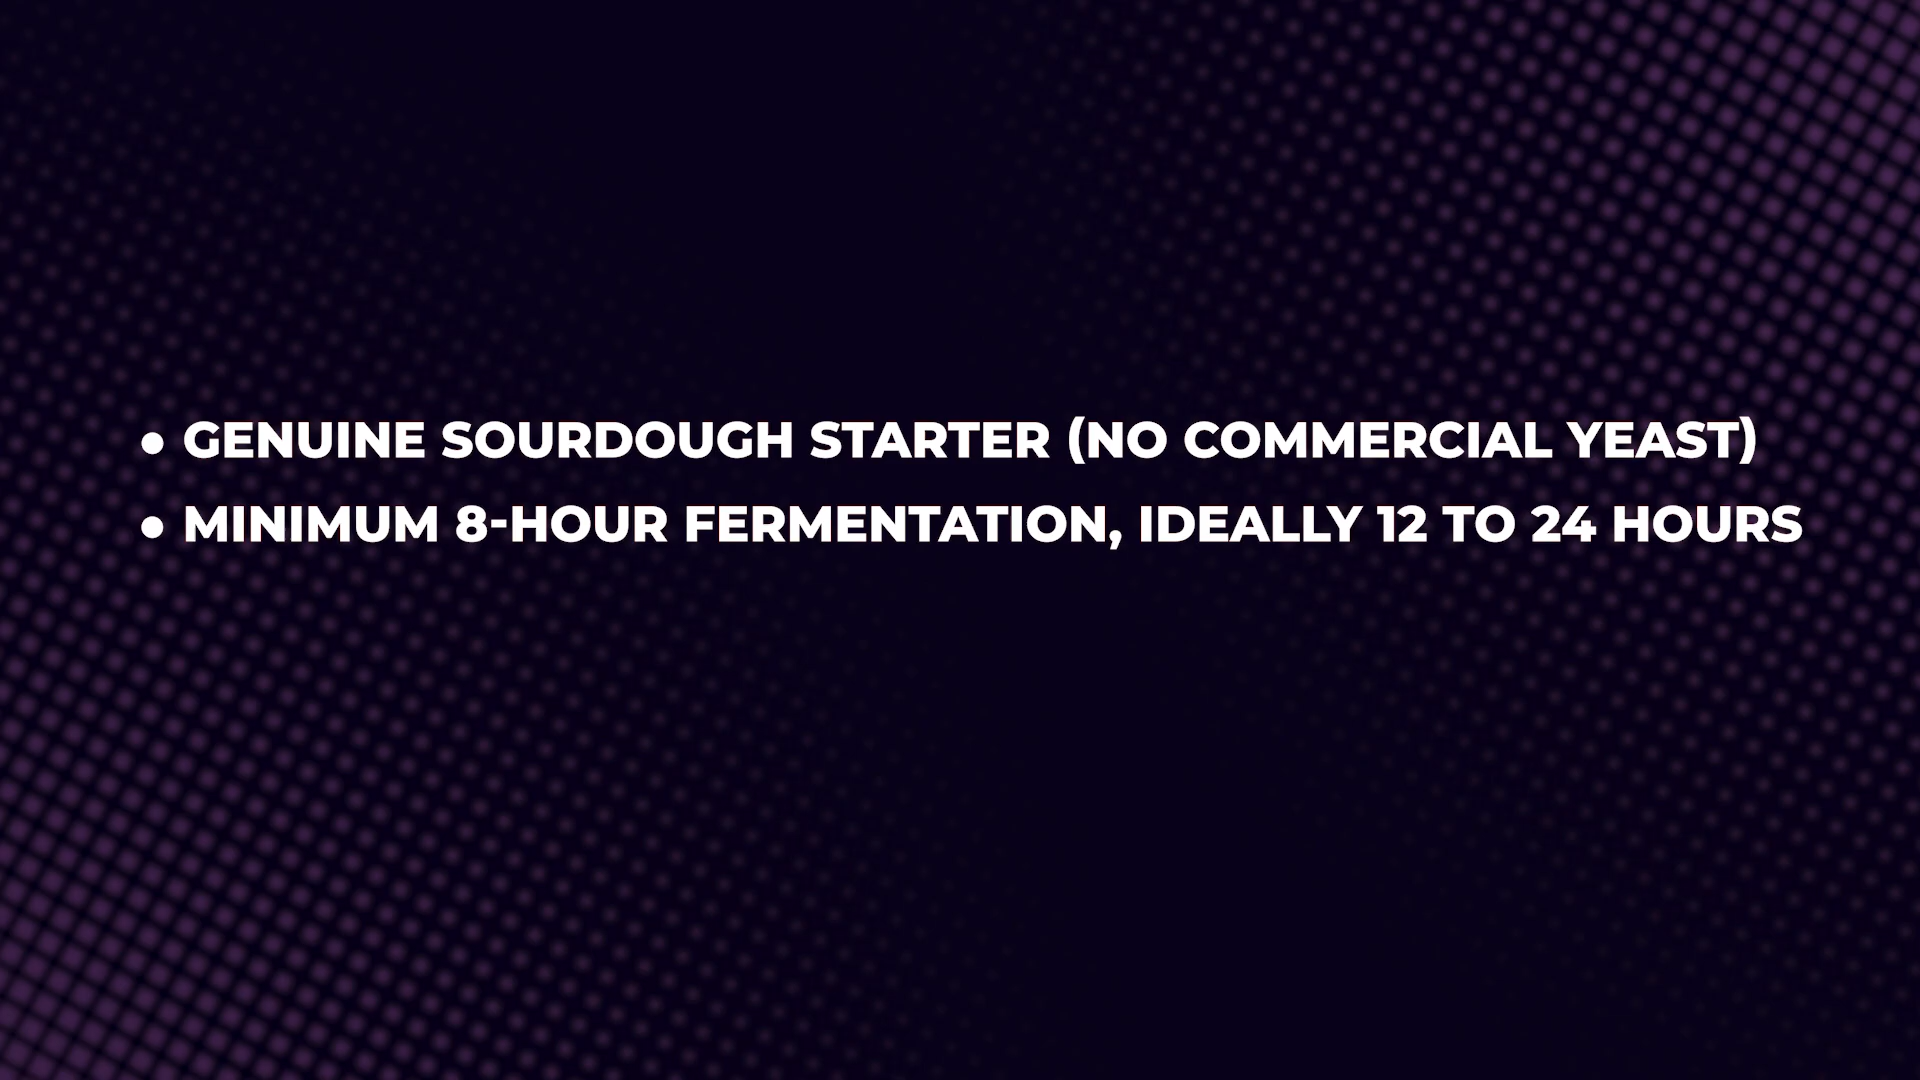 • GENUINE SOURDOUGH STARTER (NO COMMERCIAL YEAST)
• MINIMUM 8-HOUR FERMENTATION, IDEALLY 12 TO 24 HOURS